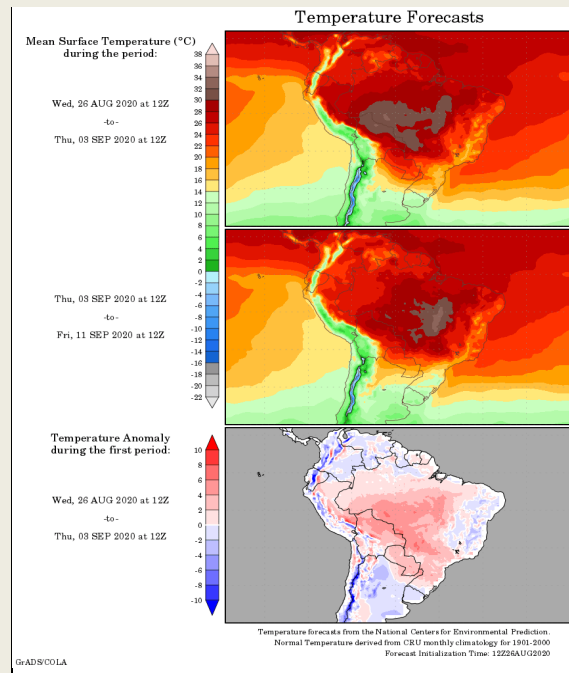 Temperature Forecasts
Mean Surface Temperature (°C)
during the period:
Wed, 26 AUG 2020 at 12Z
-to-
Thu, 03 SEP 2020 at 12Z
38
36
34
32
30
28
26
24
22
20
18
16
14
12
10
8
6
4
2
0
-2
-4
-6
-8
-10
-12
-14
-16
-18
-20
-22
Thu, 03 SEP 2020 at 12Z
-to-
Fri, 11 SEP 2020 at 12Z
Temperature Anomaly
during the first period:
Wed, 26 AUG 2020 at 12Z
-to-
Thu, 03 SEP 2020 at 12Z
10
8
6
4
2
0
-2
-4
-6
-8
-10
Temperature forecasts from the National Centers for Environmental Prediction.
Normal Temperature derived from CRU monthly climatology for 1901-2000
Forecast Initialization Time: 12Z26AUG2020
GrADS/COLA